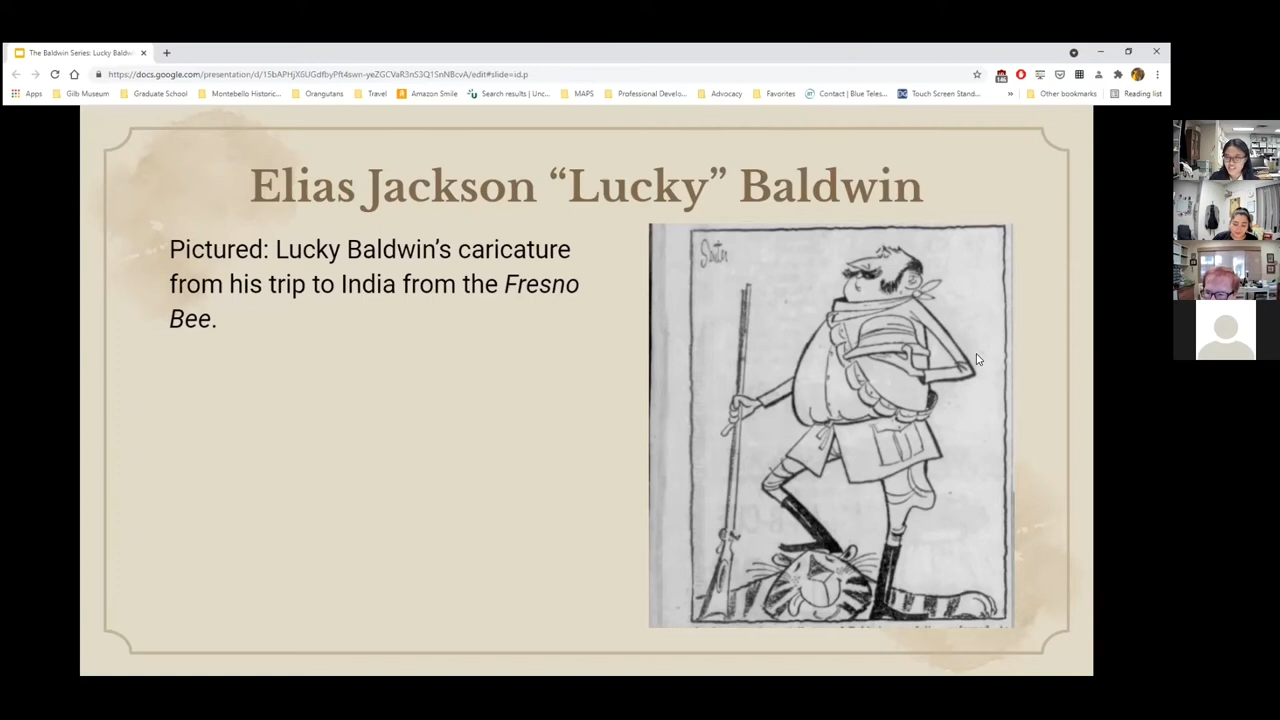 The Baldwin Series: Lucky Baldw
https://docs.google.com/presentation/d/15bAPHjX6UGdfbyPft4swn-yeZGCVaR3nS3Q1SnNBcvA/edit#slide=id.p
146
Apps Gilb Museum Graduate School Montebello Historic... Orangutans Travel Amazon Smile Search results | Unc... MAPS Professional Develo... Advocacy Favorites Contact | Blue Teles... Touch Screen Stand... » Other bookmarks Reading list
Elias Jackson “Lucky” Baldwin
Pictured: Lucky Baldwin’s caricature
from his trip to India from the Fresno
Bee.